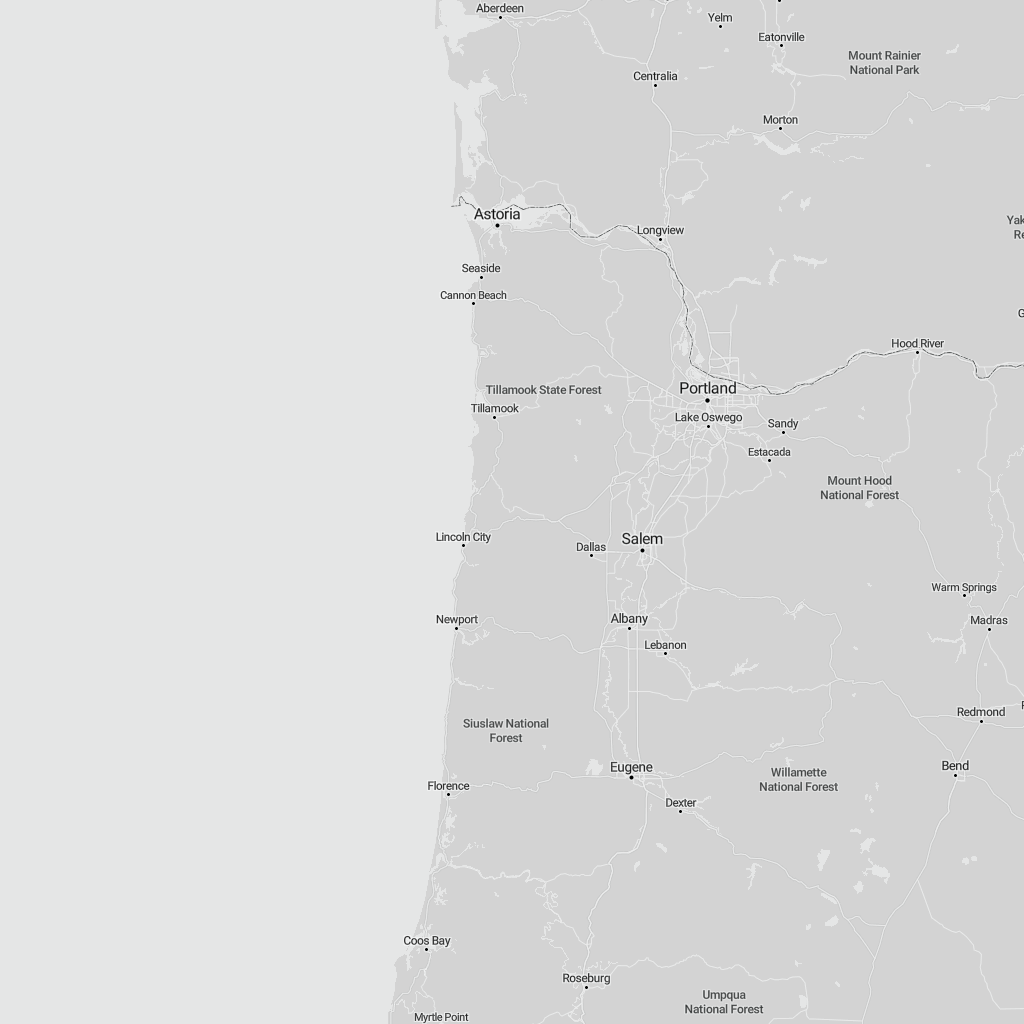 Aberdeen
Yelm
Eatonville
Mount Rainier
National Park
Centralia
Morton
Astoria
Yak
Re
Longview
Seaside
Cannon Beach
G
Hood River
Tillamook State Forest
Portland
Tillamook
Lake Oswego
Sandy
Estacada
Mount Hood
National Forest
Lincoln City
Salem
Dallas
Warm Springs
Newport
Albany
Madras
Lebanon
Redmond
Siuslaw National
Forest
Eugene
Bend
Willamette
National Forest
Florence
Dexter
Coos Bay
Roseburg
Umpqua
National Forest
Myrtle Point